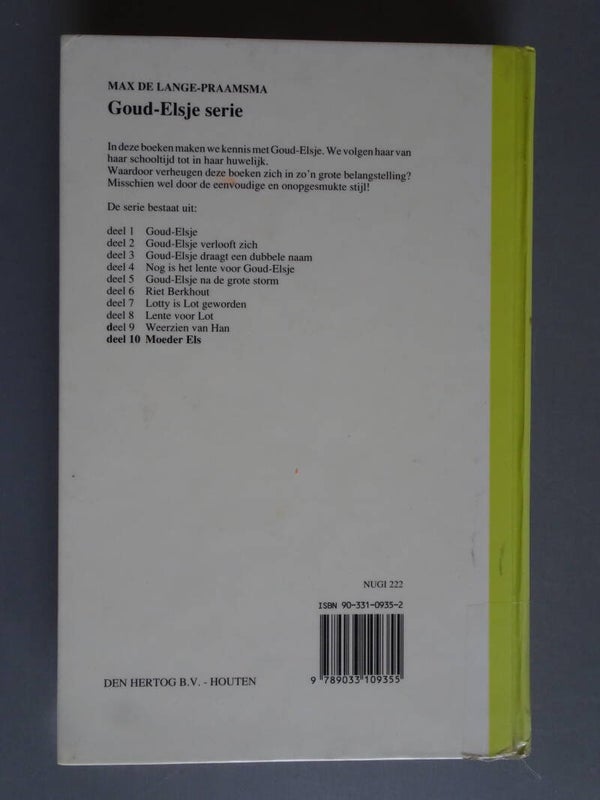 MAX DE LANGE-PRAAMSMA
Goud-Elsje serie
In deze boeken maken we kennis met Goud-Elsje. We volgen haar van
haar schooltijd tot in haar huwelijk.
Waardoor verheugen deze boeken zich in zo'n grote belangstelling?
Misschien wel door de eenvoudige en onopgesmukte stijl!
De serie bestaat uit:
deel 1 Goud-Elsje
deel 2 Goud-Elsje verlooft zich
deel 3 Goud-Elsje draagt een dubbele naam
deel 4 Nog is het lente voor Goud-Elsje
deel 5 Goud-Elsje na de grote storm
deel 6 Riet Berkhout
deel 7 Lotty is Lot geworden
deel 8 Lente voor Lot
deel 9 Weerzien van Han
deel 10 Moeder Els
NUGI 222
ISBN 90-331-0935-2
DEN HERTOG B.V. - HOUTEN
9 789033 109355